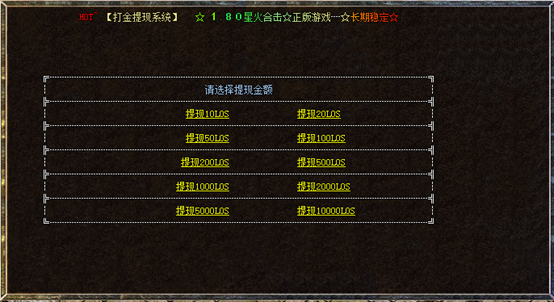 HOT 【打金提现系统】 ☆１.８０星火合击☆正版游戏┈☆长期稳定☆
请选择提现金额
提现10LOS 提现20LOS
提现50LOS 提现100LOS
提现200LOS 提现500LOS
提现1000LOS 提现2000LOS
提现5000LOS 提现10000LOS